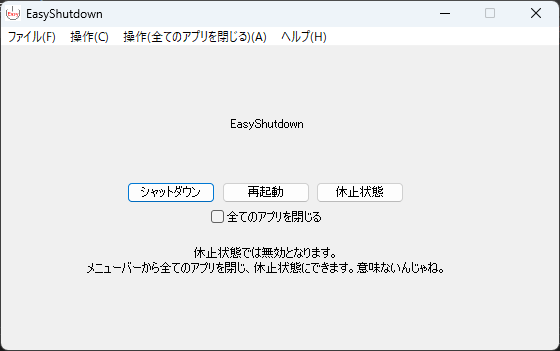 EasyShutdown
ファイル(F) 操作(C) 操作(全てのアプリを閉じる)(A) ヘルプ(H)
EasyShutdown
シャットダウン 再起動 休止状態
全てのアプリを閉じる
休止状態では無効となります。
メニューバーから全てのアプリを閉じ、休止状態にできます。意味ないんじゃね。